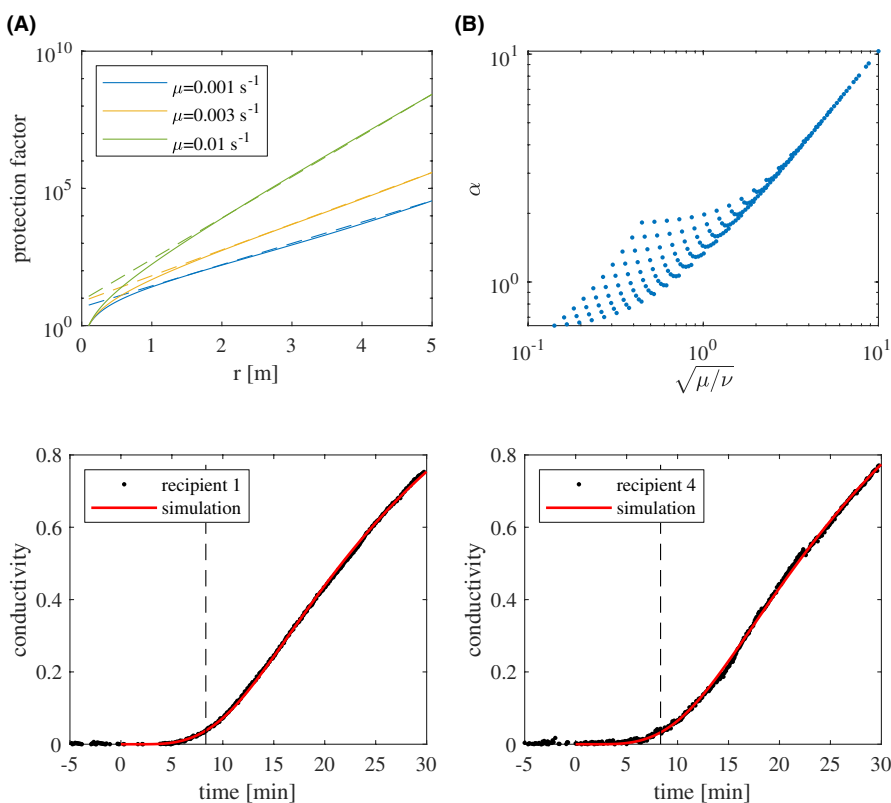 (A)
protection factor
10^10
10^5
10^0
μ=0.001 s^-1
μ=0.003 s^-1
μ=0.01 s^-1
0 1 2 3 4 5
r [m]
(B)
α
10^1
10^0
10^-1 10^0 10^1
√μ/ν
conductivity
0.8
0.6
0.4
0.2
0
recipient 1
simulation
-5 0 5 10 15 20 25 30
time [min]
conductivity
0.8
0.6
0.4
0.2
0
recipient 4
simulation
-5 0 5 10 15 20 25 30
time [min]